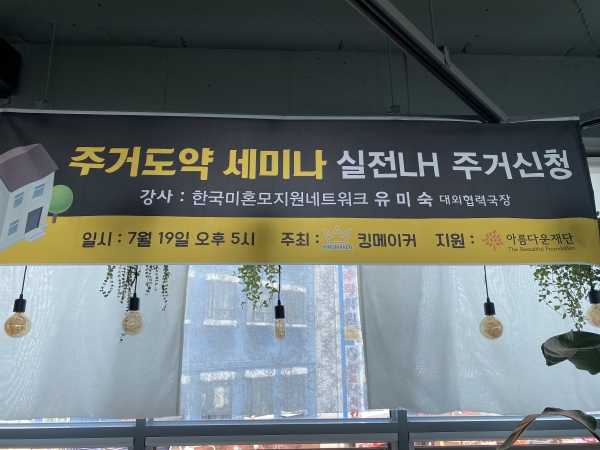 주거도약 세미나 실전LH 주거신청
강사 : 한국미혼모지원네트워크 유미숙 대외협력국장
일시 : 7월 19일 오후 5시 주최 : KINGMAKER 킹메이커 지원 : 아름다운재단
The Beautiful Foundation